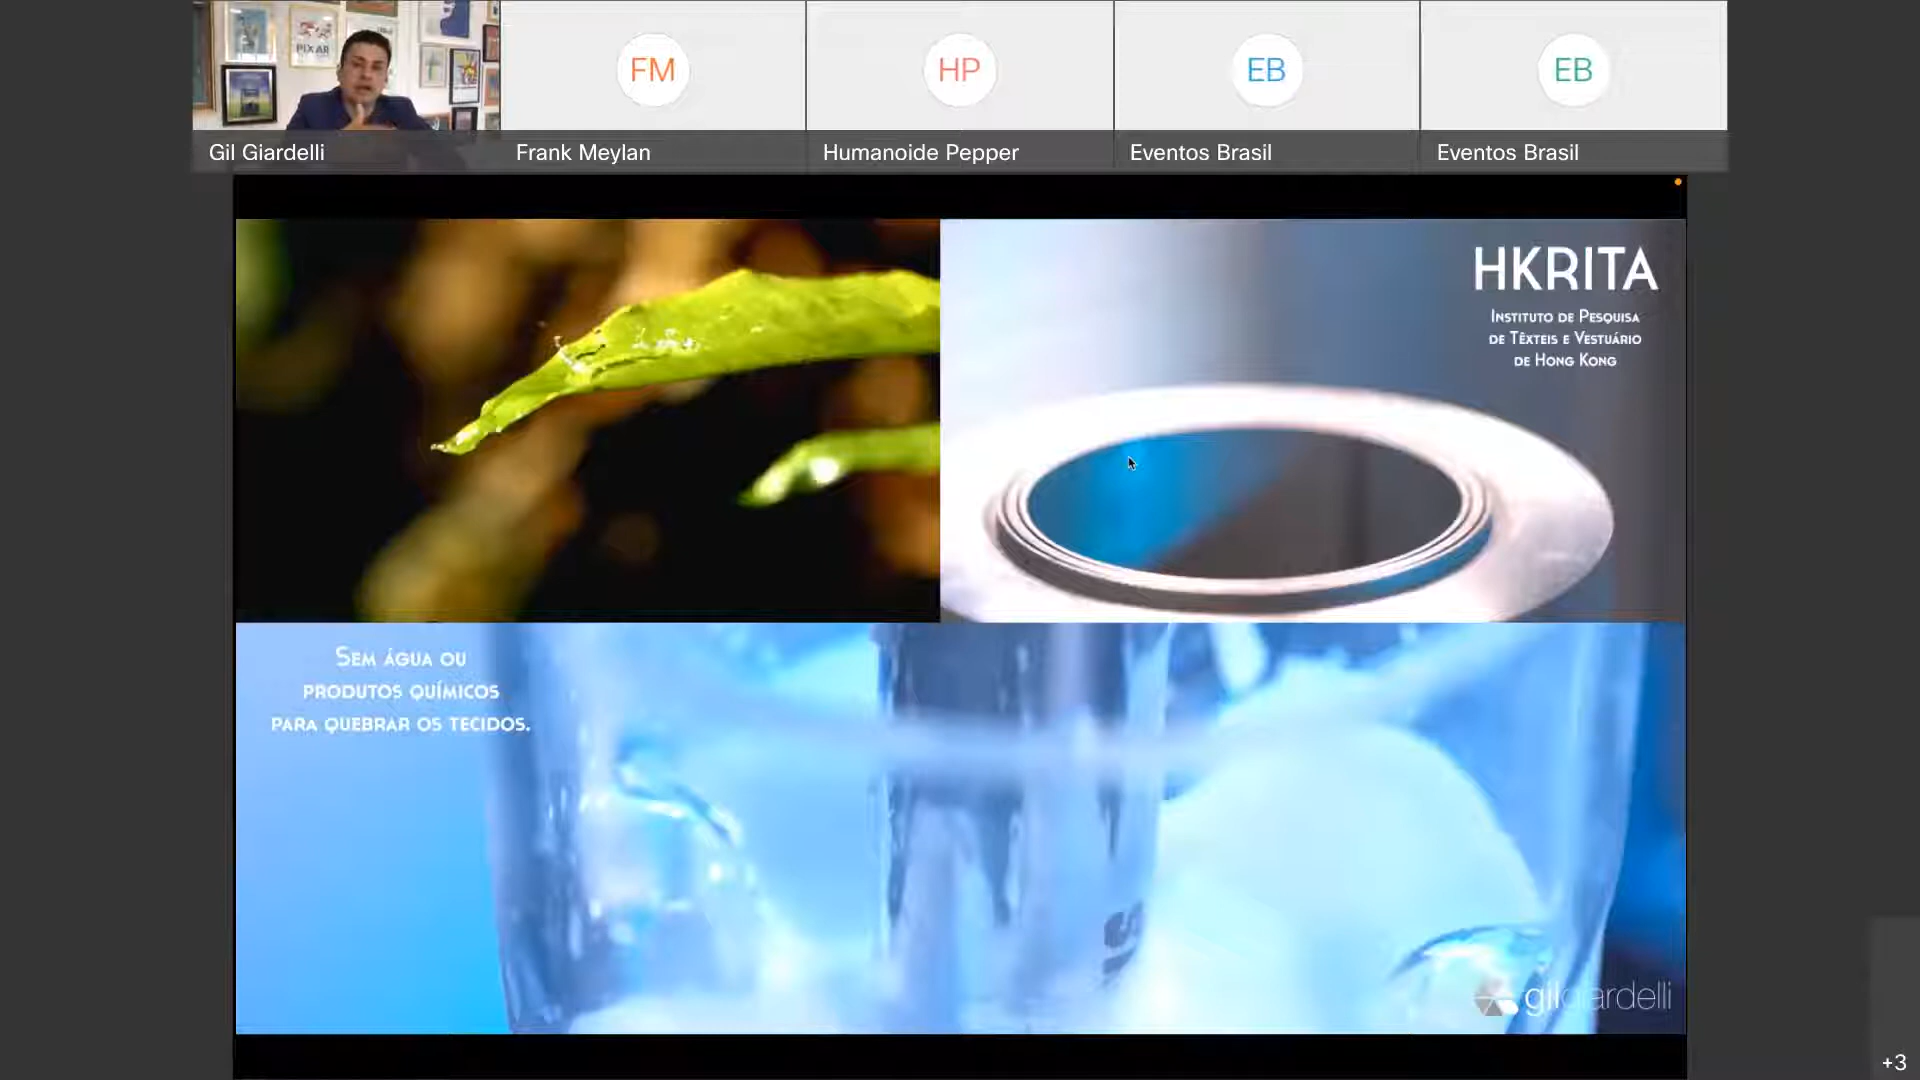 PIXAR
FM
HP
EB
EB
Gil Giardelli
Frank Meylan
Humanoide Pepper
Eventos Brasil
Eventos Brasil
HKRITA
Instituto de Pesquisa
de Têxteis e Vestuário
de Hong Kong
Sem água ou
produtos químicos
para quebrar os tecidos.
gilgiardelli
+3